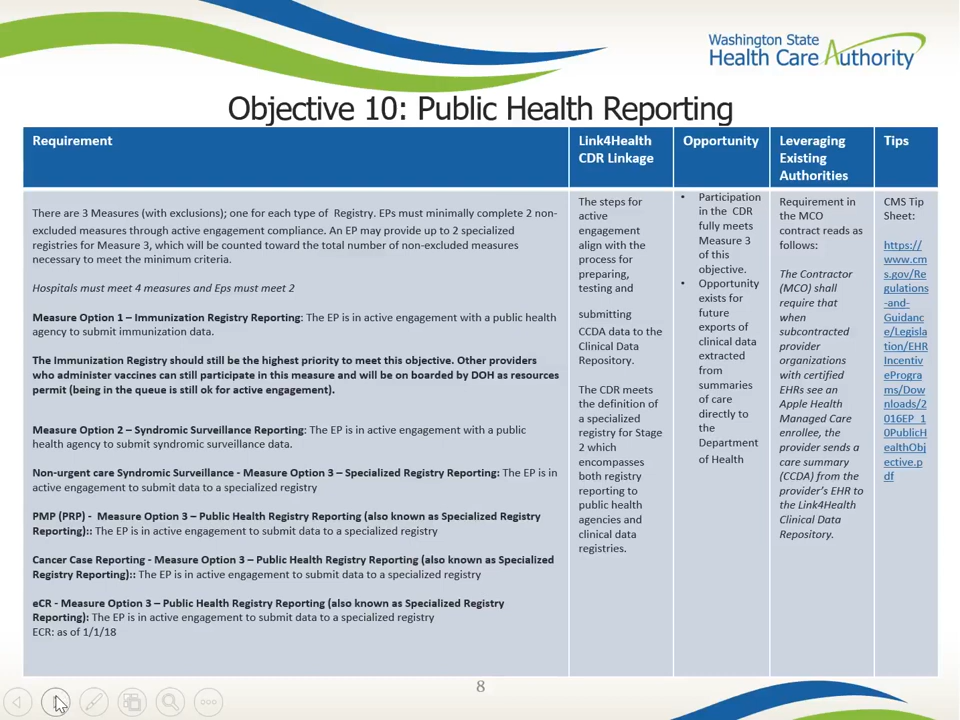 Washington State
Health Care Authority
Objective 10: Public Health Reporting
Requirement
There are 3 Measures (with exclusions); one for each type of Registry. EPs must minimally complete 2 non-
excluded measures through active engagement compliance. An EP may provide up to 2 specialized
registries for Measure 3, which will be counted toward the total number of non-excluded measures
necessary to meet the minimum criteria.
Hospitals must meet 4 measures and Eps must meet 2
Measure Option 1 – Immunization Registry Reporting: The EP is in active engagement with a public health
agency to submit immunization data.
The Immunization Registry should still be the highest priority to meet this objective. Other providers
who administer vaccines can still participate in this measure and will be on boarded by DOH as resources
permit (being in the queue is still ok for active engagement).
Measure Option 2 – Syndromic Surveillance Reporting: The EP is in active engagement with a public
health agency to submit syndromic surveillance data.
Non-urgent care Syndromic Surveillance - Measure Option 3 – Specialized Registry Reporting: The EP is in
active engagement to submit data to a specialized registry
PMP (PRP) - Measure Option 3 – Public Health Registry Reporting (also known as Specialized Registry
Reporting):: The EP is in active engagement to submit data to a specialized registry
Cancer Case Reporting - Measure Option 3 – Public Health Registry Reporting (also known as Specialized
Registry Reporting):: The EP is in active engagement to submit data to a specialized registry
eCR - Measure Option 3 – Public Health Registry Reporting (also known as Specialized Registry
Reporting): The EP is in active engagement to submit data to a specialized registry
ECR: as of 1/1/18
Link4Health
CDR Linkage
The steps for
active
engagement
align with the
process for
preparing,
testing and
submitting
CCDA data to the
Clinical Data
Repository.
The CDR meets
the definition of
a specialized
registry for Stage
2 which
encompasses
both registry
reporting to
public health
agencies and
clinical data
registries.
Opportunity
• Participation
in the CDR
fully meets
Measure 3
of this
objective.
• Opportunity
exists for
future
exports of
clinical data
extracted
from
summaries
of care
directly to
the
Department
of Health
Leveraging
Existing
Authorities
Requirement in
the MCO
contract reads as
follows:
The Contractor
(MCO) shall
require that
when
subcontracted
provider
organizations
with certified
EHRs see an
Apple Health
Managed Care
enrollee, the
provider sends a
care summary
(CCDA) from the
provider's EHR to
the Link4Health
Clinical Data
Repository.
Tips
CMS Tip
Sheet:
https://
www.cm
s.gov/Re
gulations
-and-
Guidanc
e/Legisla
tion/EHR
Incentiv
eProgra
ms/Dow
nloads/2
016EP_1
0PublicH
ealthObj
ective.p
df
8